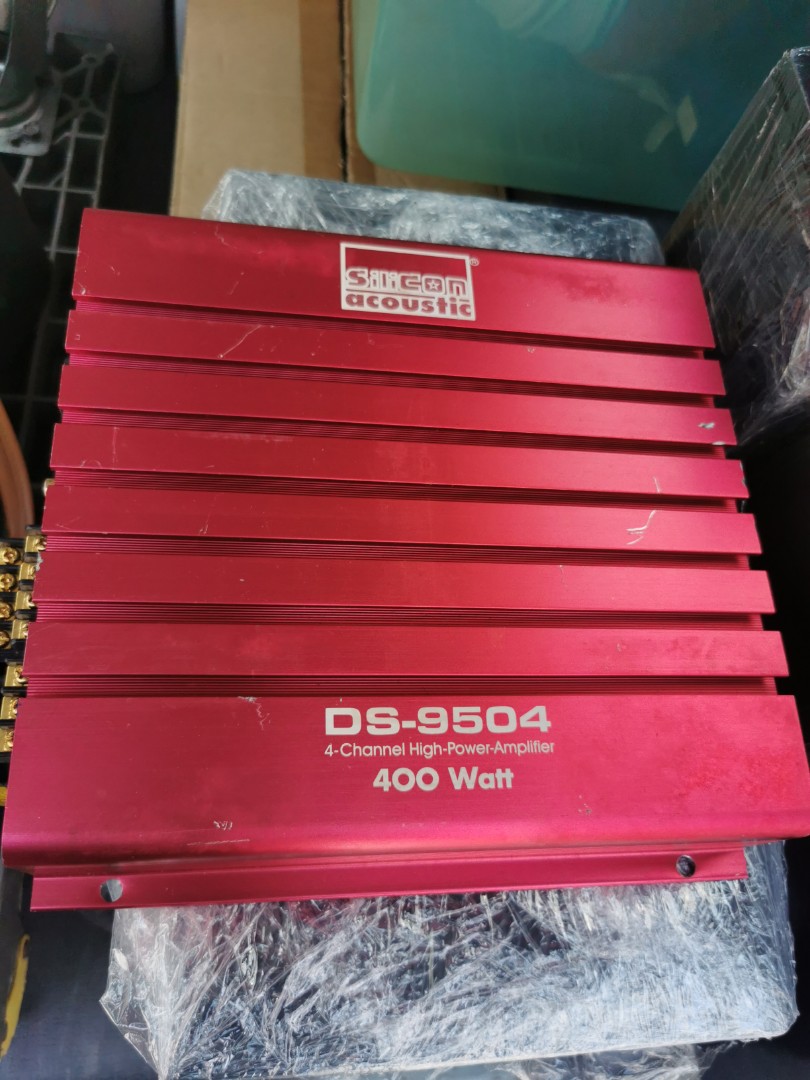 Silicon®
acoustic
DS-9504
4-Channel High-Power-Amplifier
400 Watt